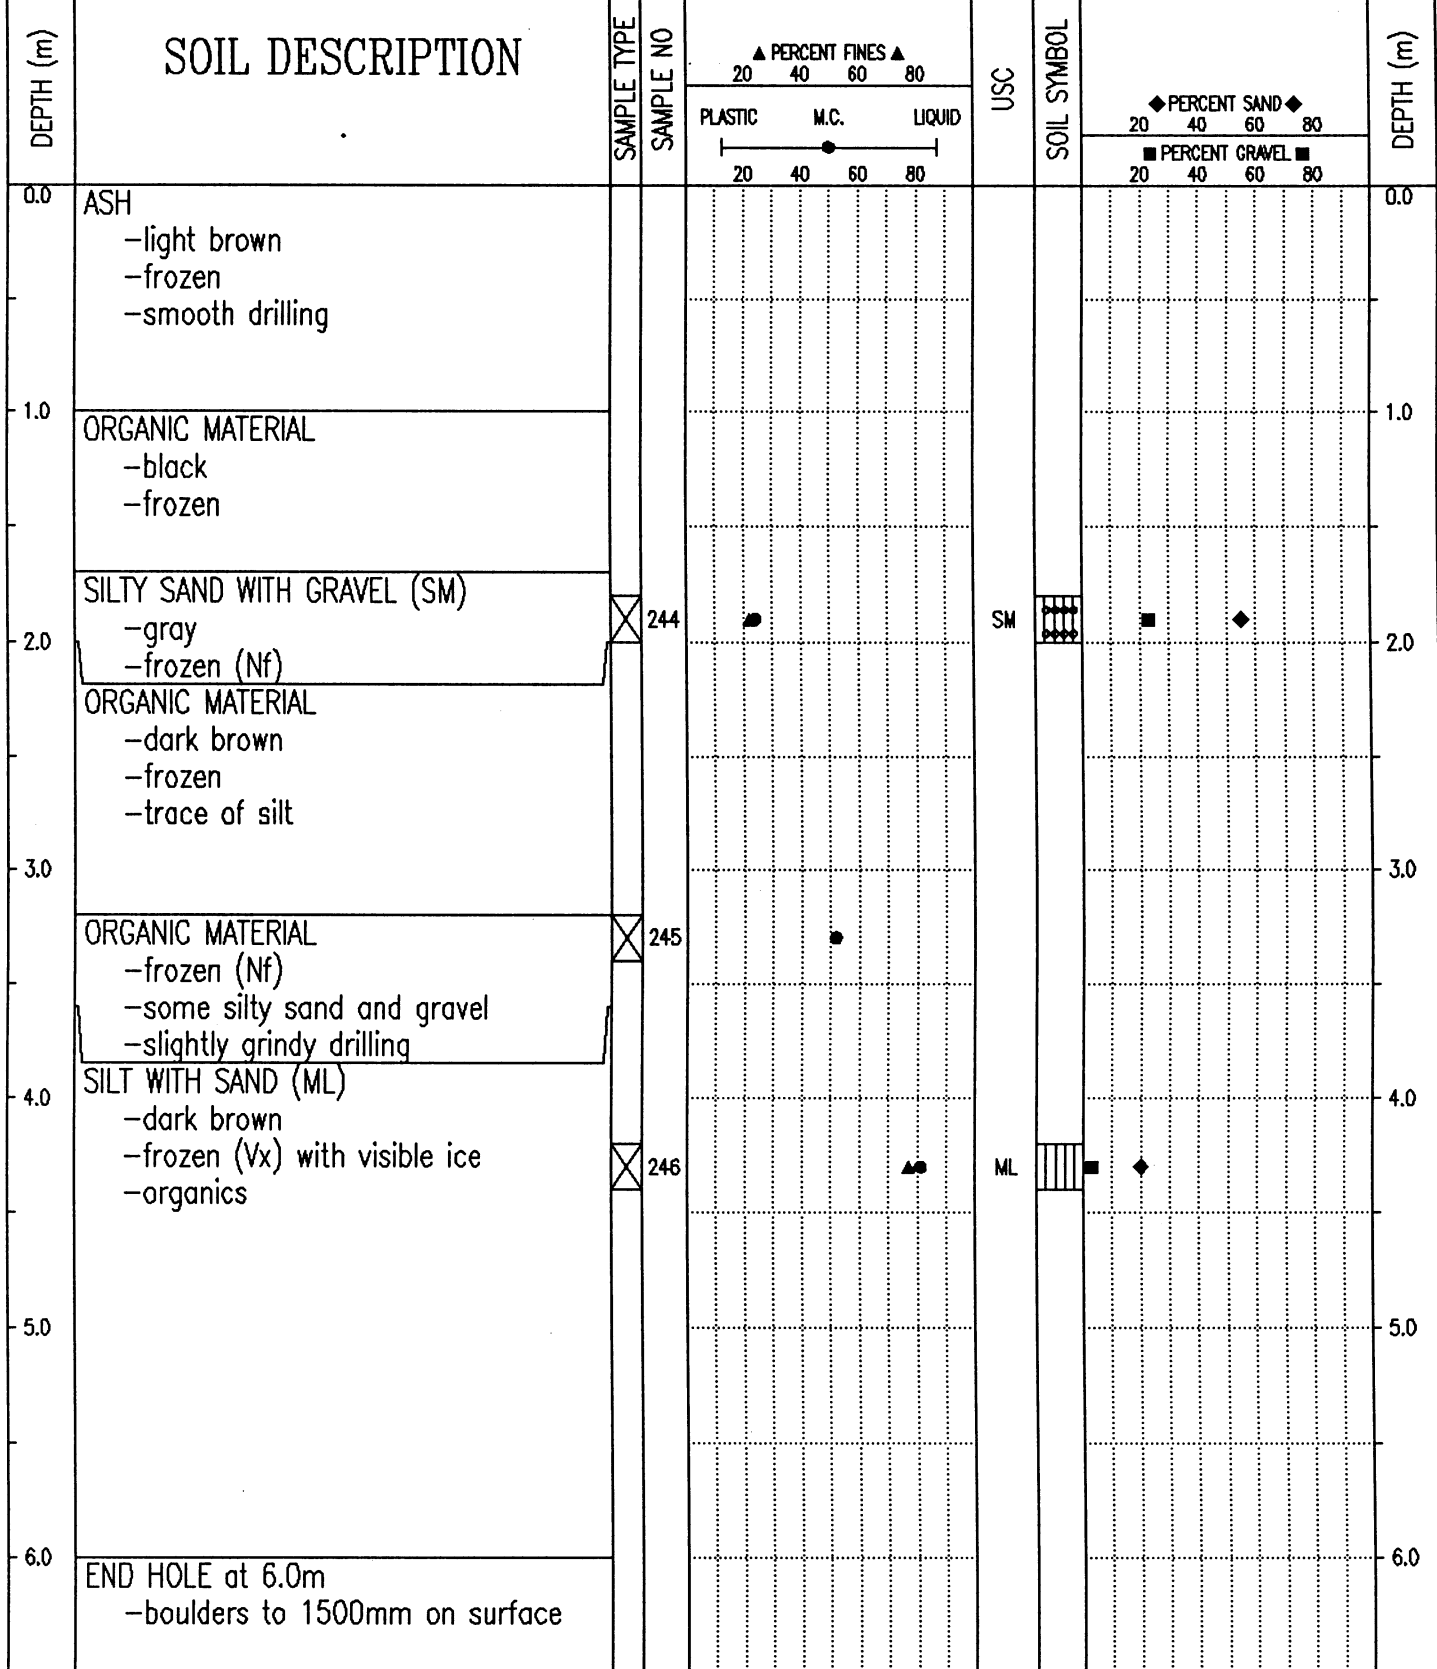 DEPTH (m)
SOIL DESCRIPTION
SAMPLE TYPE
SAMPLE NO
▲ PERCENT FINES ▲
20 40 60 80
PLASTIC M.C. LIQUID
20 40 60 80
USC
SOIL SYMBOL
◆ PERCENT SAND ◆
20 40 60 80
■ PERCENT GRAVEL ■
20 40 60 80
DEPTH (m)
0.0 0.0
ASH
-light brown
-frozen
-smooth drilling
1.0 1.0
ORGANIC MATERIAL
-black
-frozen
SILTY SAND WITH GRAVEL (SM)
244 SM
-gray
2.0 2.0
-frozen (Nf)
ORGANIC MATERIAL
-dark brown
-frozen
-trace of silt
3.0 3.0
ORGANIC MATERIAL
245
-frozen (Nf)
-some silty sand and gravel
-slightly grindy drilling
SILT WITH SAND (ML)
4.0 4.0
-dark brown
-frozen (Vx) with visible ice
246 ML
-organics
5.0 5.0
6.0 6.0
END HOLE at 6.0m
-boulders to 1500mm on surface